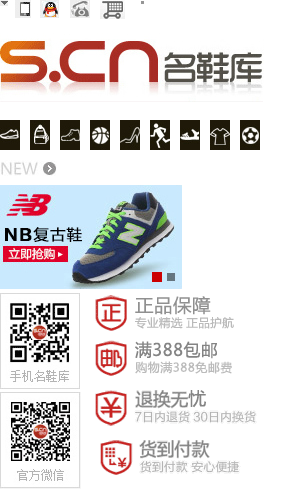 s.cn 名鞋库
NEW
NB
NB复古鞋
立即抢购
N
手机名鞋库
官方微信
正
正品保障
专业精选 正品护航
邮
满388包邮
购物满388免邮费
¥
退换无忧
7日内退货 30日内换货
¥
货到付款
货到付款 安心便捷